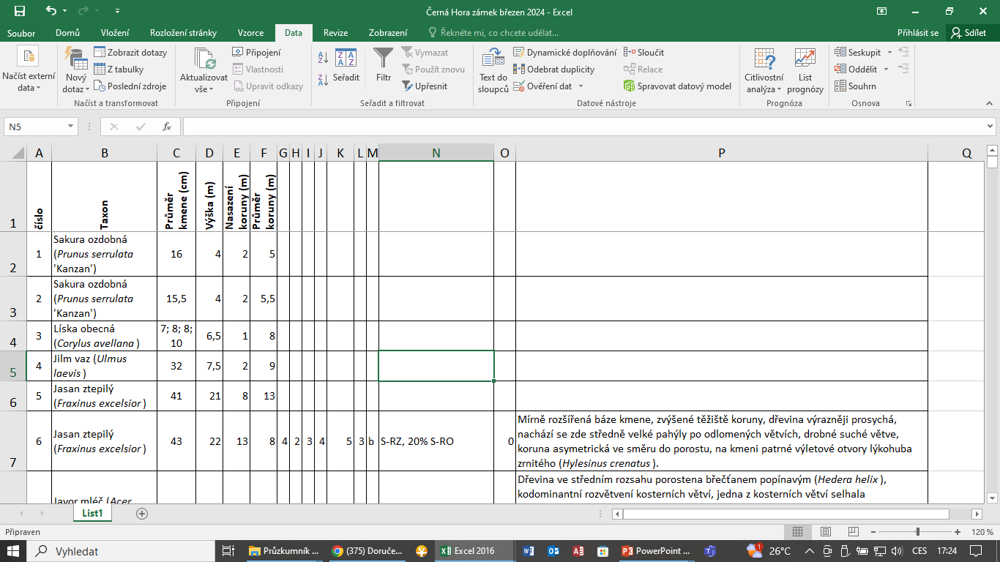 Černá Hora zámek březen 2024 - Excel
Soubor Domů Vložení Rozložení stránky Vzorce Data Revize Zobrazení Řekněte mi, co chcete udělat... Přihlásit se Sdílet
Načíst externí data
Nový dotaz
Zobrazit dotazy
Z tabulky
Poslední zdroje
Načíst a transformovat
Aktualizovat vše
Připojení
Vlastnosti
Upravit odkazy
Připojení
Seřadit
Filtr
Vymazat
Použít znovu
Upřesnit
Seřadit a filtrovat
Text do sloupců
Dynamické doplňování
Odebrat duplicity
Ověření dat
Sloučit
Relace
Spravovat datový model
Datové nástroje
Citlivostní analýza
List prognózy
Prognóza
Seskupit
Oddělit
Souhrn
Osnova
N5 fx
A B C D E F G H I J K L M N O P Q
1 číslo Taxon Průměr kmene (cm) Výška (m) Nasazení koruny (m) Průměr koruny (m)
Sakura ozdobná
1 (Prunus serrulata 16 4 2 5
2 'Kanzan')
Sakura ozdobná
2 (Prunus serrulata 15,5 4 2 5,5
3 'Kanzan')
Líska obecná 7; 8; 8;
4 3 (Corylus avellana ) 10 6,5 1 8
Jilm vaz (Ulmus
5 4 laevis ) 32 7,5 2 9
Jasan ztepilý
6 5 (Fraxinus excelsior ) 41 21 8 13
Mírně rozšířená báze kmene, zvýšené těžiště koruny, dřevina výrazněji prosychá,
Jasan ztepilý nachází se zde středně velké pahýly po odlomených větvích, drobné suché větve,
6 (Fraxinus excelsior ) 43 22 13 8 4 2 3 4 5 3 b S-RZ, 20% S-RO 0 koruna asymetrická ve směru do porostu, na kmeni patrné výletové otvory lýkohuba
7 zrnitého (Hylesinus crenatus ).
Dřevina ve středním rozsahu porostena břečťanem popínavým (Hedera helix ),
Javor mléč (Acer kodominantní rozvětvení kosterních větví, jedna z kosterních větví selhala
List1
Připraven 120 %
Vyhledat Průzkumník ... (375) Doruče... Excel 2016 PowerPoint ... 1 26°C CES 17:24